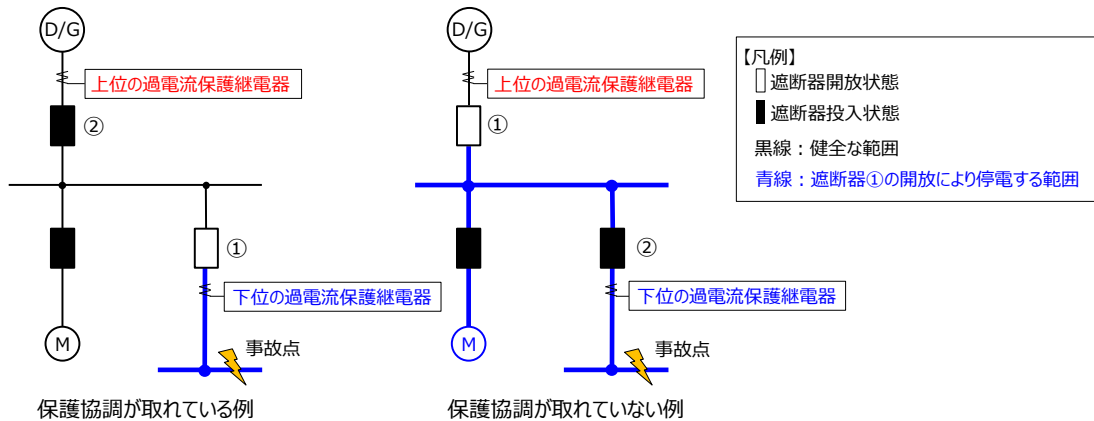 D/G
上位の過電流保護継電器
②
①
下位の過電流保護継電器
M
事故点
保護協調が取れている例
D/G
上位の過電流保護継電器
①
②
下位の過電流保護継電器
M
事故点
保護協調が取れていない例
【凡例】
遮断器開放状態
遮断器投入状態
黒線：健全な範囲
青線：遮断器①の開放により停電する範囲